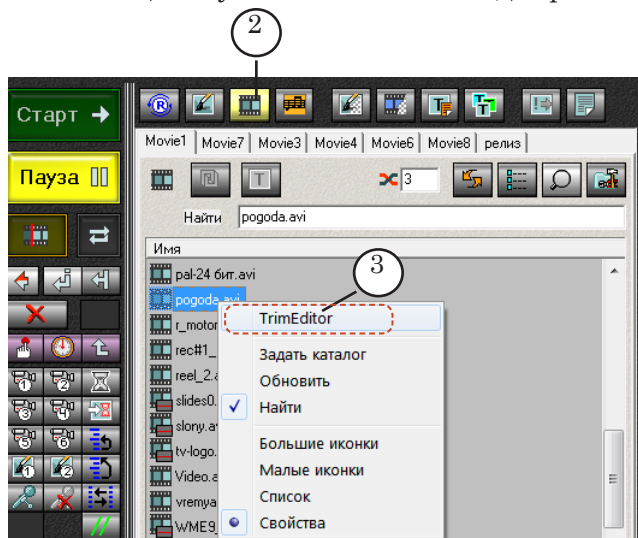 2
Старт
Пауза
Movie1 Movie7 Movie3 Movie4 Movie6 Movie8 релиз
3
Найти pogoda.avi
Имя
pal-24 бит.avi
3
pogoda.avi
TrimEditor
r_motor
rec#1_
Задать каталог
reel_2.a
Обновить
slides0.
Найти
slony.av
Большие иконки
tv-logo.
Малые иконки
Video.a
Список
vremya
Свойства
WME9_